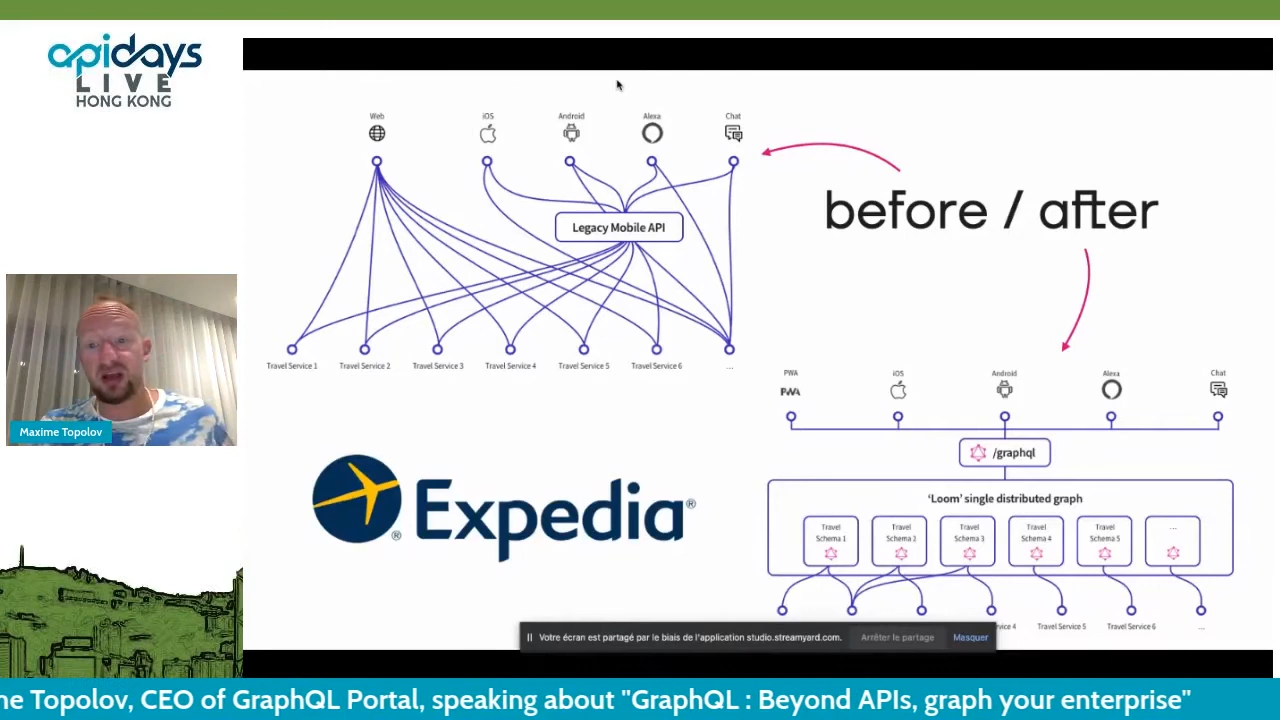 apidays
LIVE
HONG KONG
Web
iOS
Android
Alexa
Chat
Legacy Mobile API
before / after
Travel Service 1
Travel Service 2
Travel Service 3
Travel Service 4
Travel Service 5
Travel Service 6
...
PWA
iOS
Android
Alexa
Chat
PWA
/graphql
‘Loom’ single distributed graph
Travel
Schema 1
Travel
Schema 2
Travel
Schema 3
Travel
Schema 4
Travel
Schema 5
...
Expedia®
®
Maxime Topolov
Votre écran est partagé par le biais de l'application studio.streamyard.com.
Arrêter le partage
Masquer
e 4
Travel Service 5
Travel Service 6
...
me Topolov, CEO of GraphQL Portal, speaking about "GraphQL : Beyond APIs, graph your enterprise"